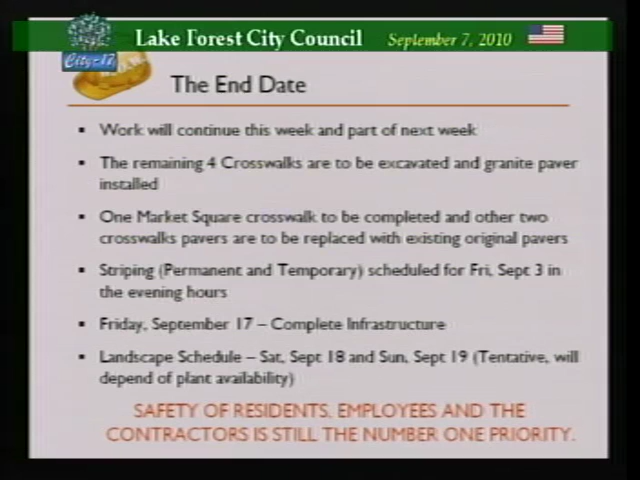 Lake Forest City Council September 7, 2010
City-17
The End Date
▪ Work will continue this week and part of next week
▪ The remaining 4 Crosswalks are to be excavated and granite paver
installed
▪ One Market Square crosswalk to be completed and other two
crosswalks pavers are to be replaced with existing original pavers
▪ Striping (Permanent and Temporary) scheduled for Fri, Sept 3 in
the evening hours
▪ Friday, September 17 – Complete Infrastructure
▪ Landscape Schedule – Sat, Sept 18 and Sun, Sept 19 (Tentative, will
depend of plant availability)
SAFETY OF RESIDENTS, EMPLOYEES AND THE
CONTRACTORS IS STILL THE NUMBER ONE PRIORITY.